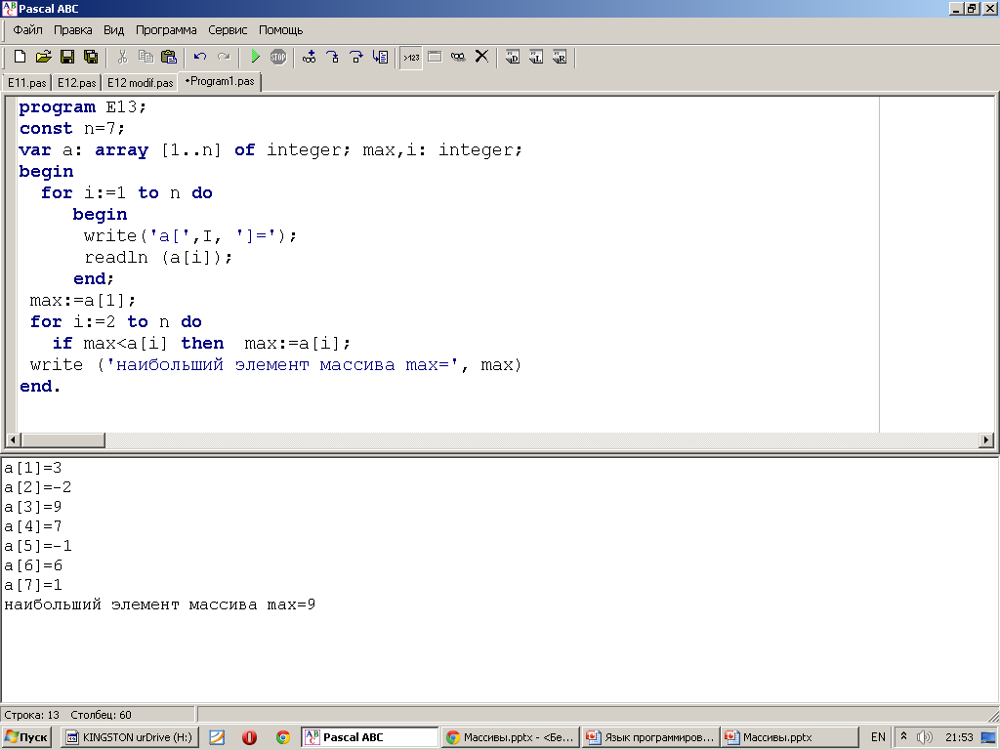 Pascal ABC
Файл Правка Вид Программа Сервис Помощь
E11.pas E12.pas E12 modif.pas •Program1.pas
program E13;
const n=7;
var a: array [1..n] of integer; max,i: integer;
begin
for i:=1 to n do
begin
write('a[',I, ']=');
readln (a[i]);
end;
max:=a[1];
for i:=2 to n do
if max<a[i] then  max:=a[i];
write ('наибольший элемент массива max=', max)
end.
a[1]=3
a[2]=-2
a[3]=9
a[4]=7
a[5]=-1
a[6]=6
a[7]=1
наибольший элемент массива max=9
Строка: 13 Столбец: 60
Пуск KINGSTON urDrive (H:) Pascal ABC Массивы.pptx - <Бе... Язык программиров... Массивы.pptx EN 21:53